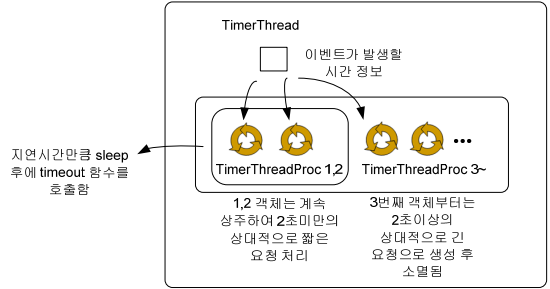 TimerThread
이벤트가 발생할
시간 정보
지연시간만큼 sleep
후에 timeout 함수를
호출함
TimerThreadProc 1,2
TimerThreadProc 3~
1,2 객체는 계속
상주하여 2초미만의
상대적으로 짧은
요청 처리
3번째 객체부터는
2초이상의
상대적으로 긴
요청으로 생성 후
소멸됨